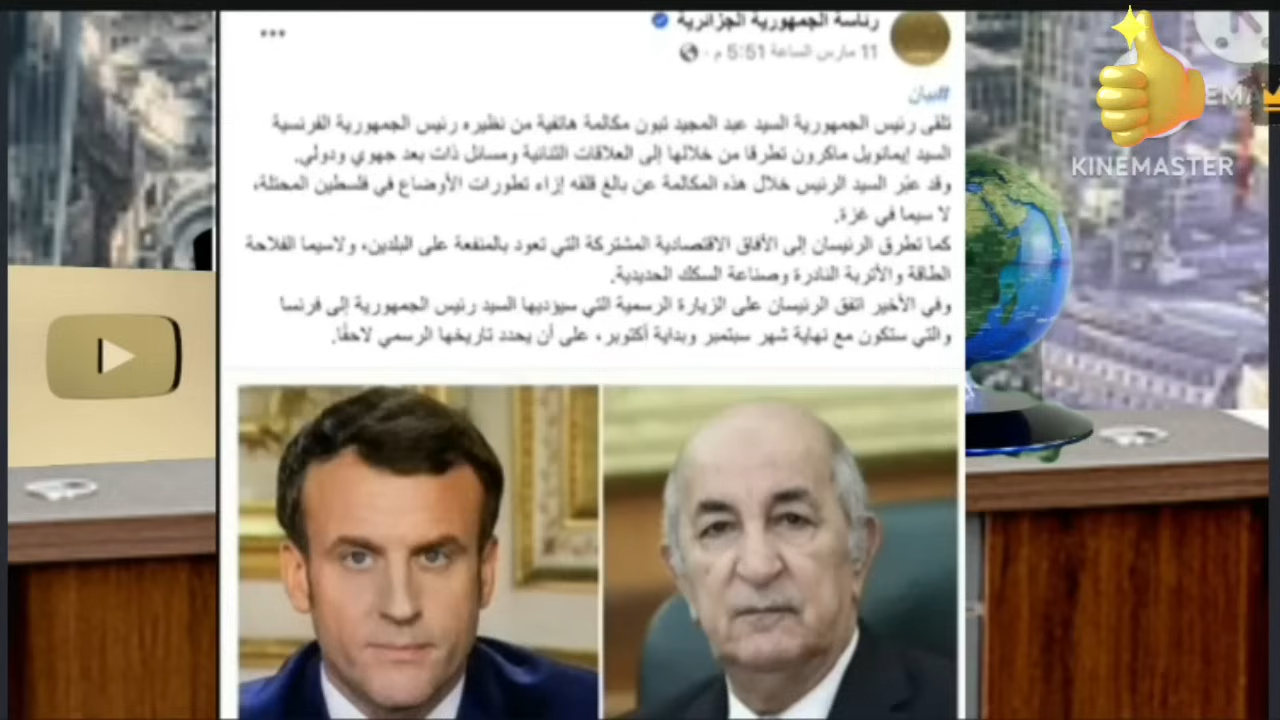 رئاسة الجمهورية الجزائرية
11 مارس الساعة 5:51 م
#بيان
تلقى رئيس الجمهورية السيد عبد المجيد تبون مكالمة هاتفية من نظيره رئيس الجمهورية الفرنسية
السيد إيمانويل ماكرون تطرقا من خلالها إلى العلاقات الثنائية ومسائل ذات بعد جهوي ودولي.
وقد عبّر السيد الرئيس خلال هذه المكالمة عن بالغ قلقه إزاء تطورات الأوضاع في فلسطين المحتلة،
لا سيما في غزة.
كما تطرق الرئيسان إلى الأفاق الاقتصادية المشتركة التي تعود بالمنفعة على البلدين، ولاسيما الفلاحة
الطاقة والأتربة النادرة وصناعة السكك الحديدية.
وفي الأخير اتفق الرئيسان على الزيارة الرسمية التي سيؤديها السيد رئيس الجمهورية إلى فرنسا
والتي ستكون مع نهاية شهر سبتمبر وبداية أكتوبر، على أن يحدد تاريخها الرسمي لاحقًا.
KINEMASTER